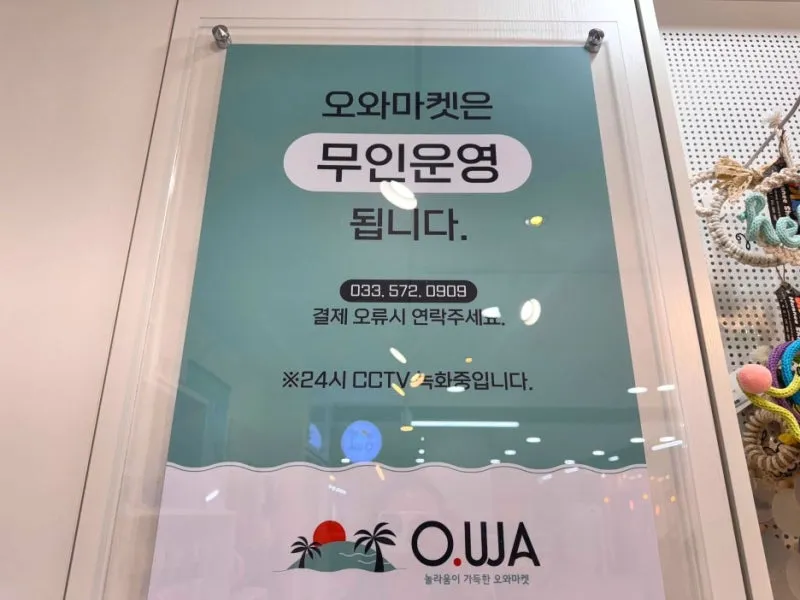 오와마켓은
무인운영
됩니다.
033. 572. 0909
결제 오류시 연락주세요.
※24시 CCTV 녹화중입니다.
O.WA
놀라움이 가득한 오와마켓
he